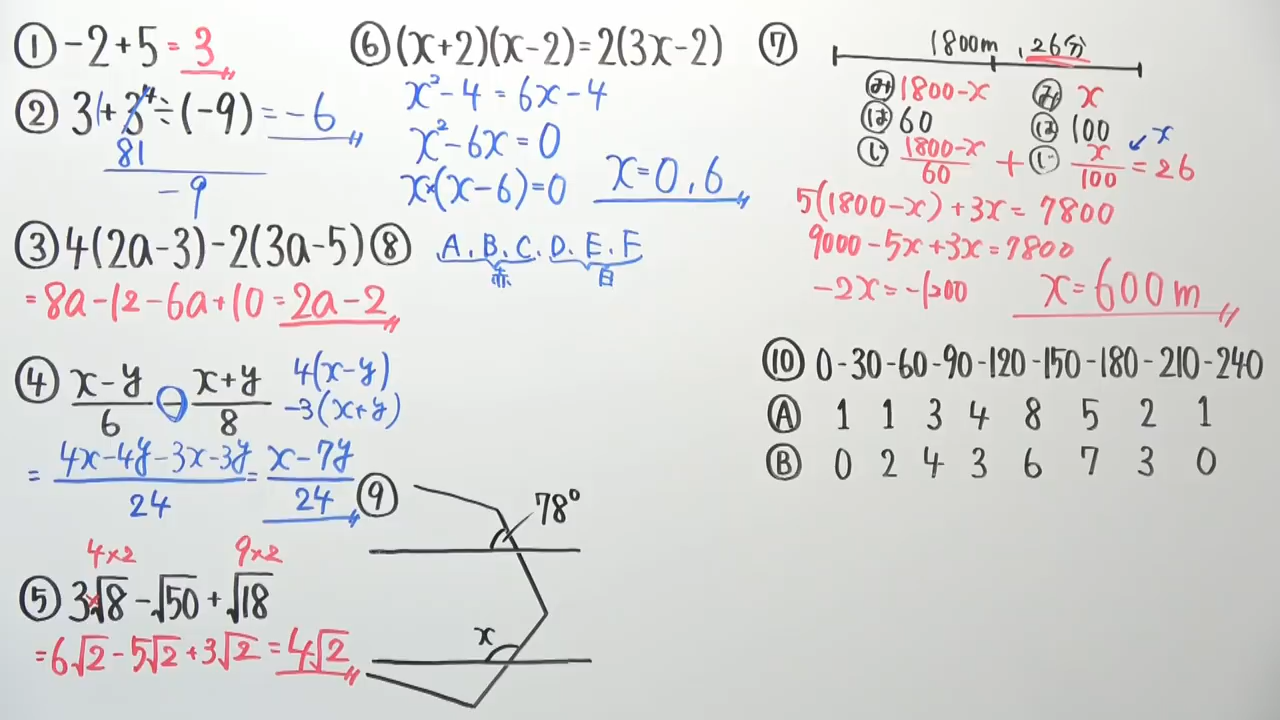 ① -2+5=3
② 31+3⁴÷(-9)=-6
81
-9
③ 4(2a-3)-2(3a-5)
=8a-12-6a+10=2a-2
④ x-y/6 - x+y/8
4(x-y)
-3(x+y)
= 4x-4y-3x-3y/24 = x-7y/24
4×2 9×2
⑤ 3√8-√50+√18
=6√2-5√2+3√2=4√2
⑥ (x+2)(x-2)=2(3x-2)
x²-4=6x-4
x²-6x=0
x×(x-6)=0
x=0,6
⑦ 1800m, 26分
み 1800-x み x
は 60 は 100
じ 1800-x/60 + じ x/100 = 26
x
5(1800-x)+3x=7800
9000-5x+3x=7800
-2x=-1200
x=600m
⑧ A,B,C,D,E,F
赤 白
⑨ 78°
x
⑩ 0-30-60-90-120-150-180-210-240
Ⓐ 1 1 3 4 8 5 2 1
Ⓑ 0 2 4 3 6 7 3 0